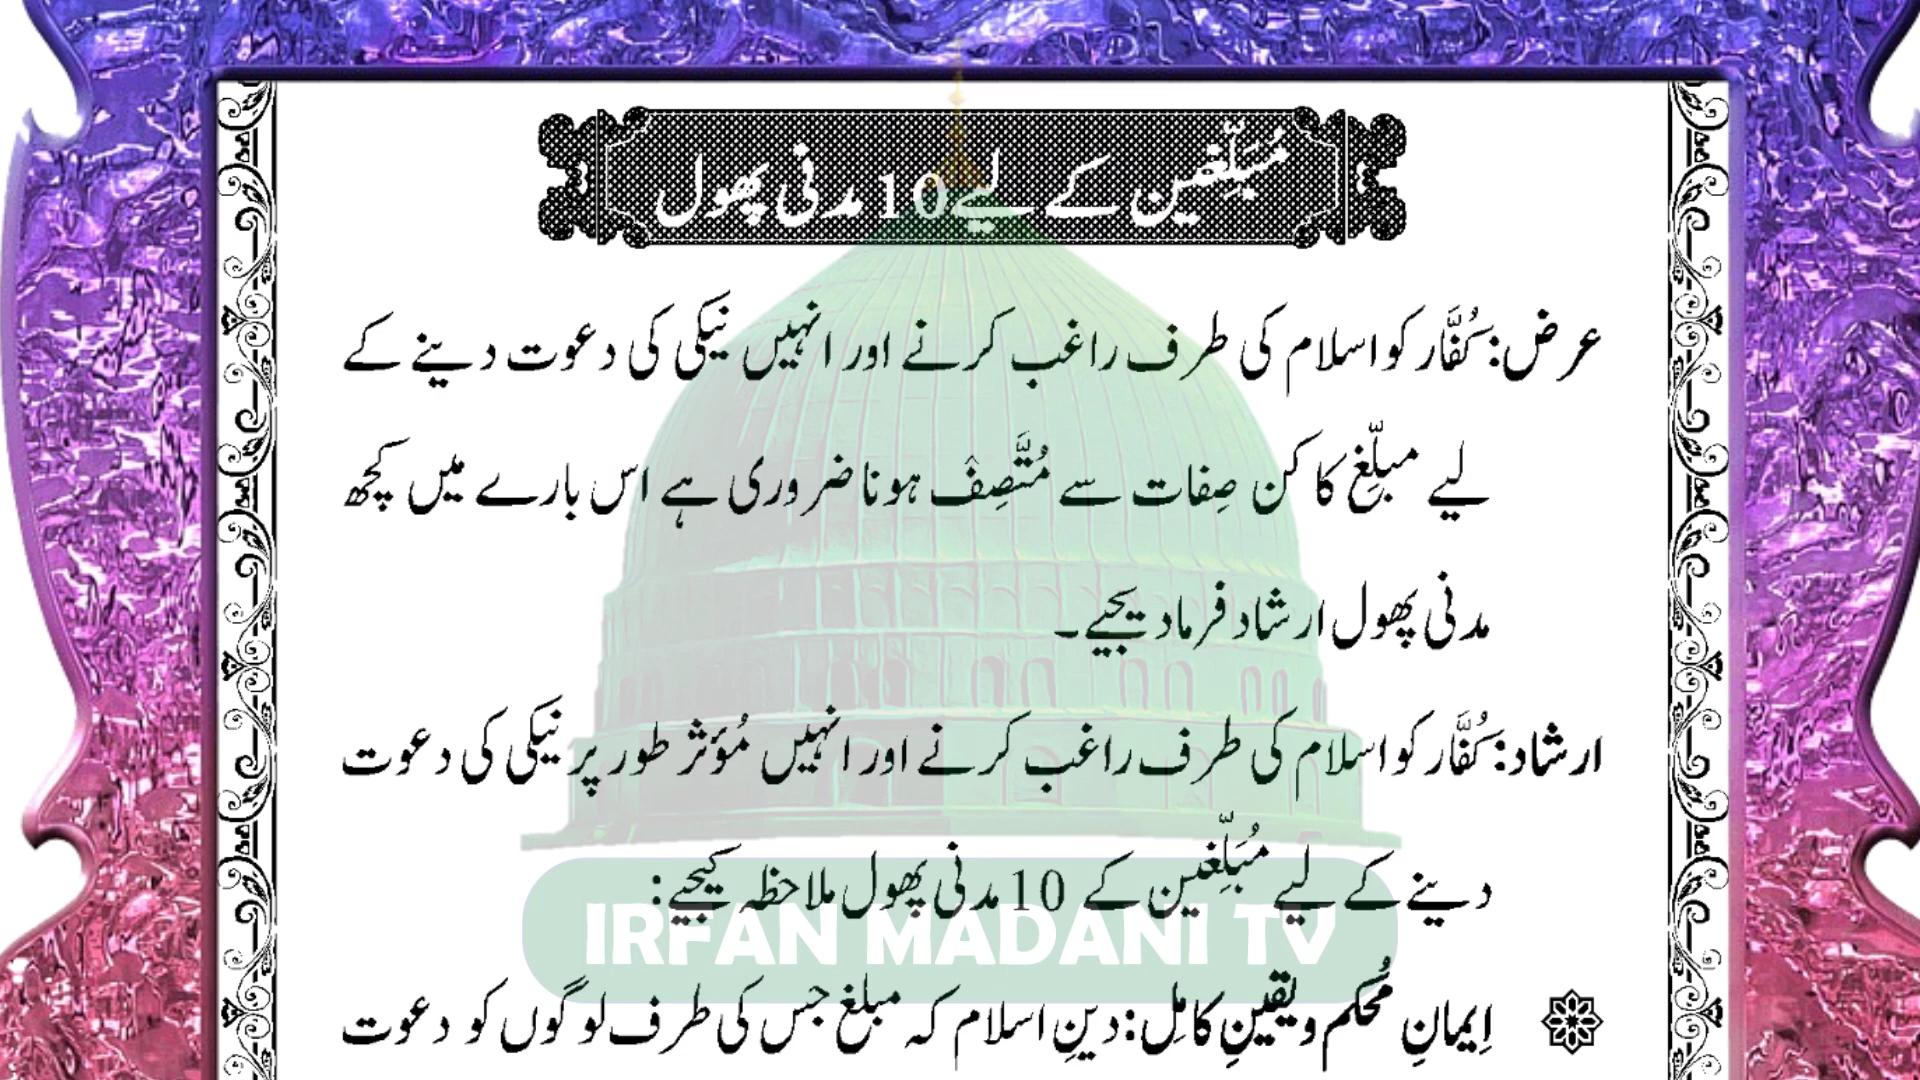 مُبَلِّغین کے لیے 10 مدنی پھول
عرض: کُفَّار کو اسلام کی طرف راغب کرنے اور انہیں نیکی کی دعوت دینے کے
لیے مبلِّغ کا کن صِفات سے مُتَّصِف ہونا ضروری ہے اس بارے میں کچھ
مدنی پھول ارشاد فرما دیجیے۔
ارشاد: کُفَّار کو اسلام کی طرف راغب کرنے اور انہیں مُؤثر طور پر نیکی کی دعوت
دینے کے لیے مُبَلِّغین کے 10 مدنی پھول ملاحظہ کیجیے:
IRFAN MADANI TV
اِیمانِ مُحکم و یقینِ کامِل: دینِ اسلام کہ مبلغ جس کی طرف لوگوں کو دعوت